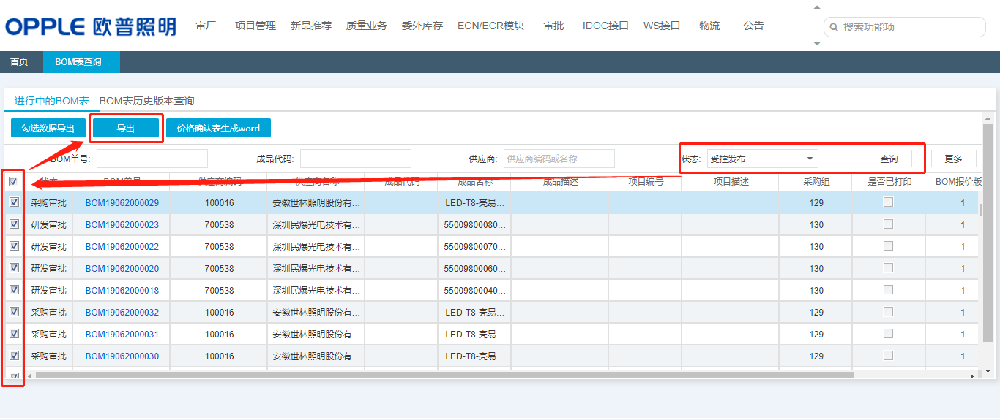 OPPLE 欧普照明 审厂 项目管理 新品推荐 质量业务 委外库存 ECN/ECR模块 审批 IDOC接口 WS接口 物流 公告 搜索功能项
首页 BOM表查询
进行中的BOM表 BOM表历史版本查询
勾选数据导出 导出 价格确认表生成word
BOM单号: 成品代码: 供应商: 供应商编码或名称 状态: 受控发布 查询 更多
状态 BOM单号 供应商编码 供应商名称 成品代码 成品名称 成品描述 项目编号 项目描述 采购组 是否已打印 BOM报价版
采购审批 BOM19062000029 100016 安徽世林照明股份有... LED-T8-亮易... 129 1
研发审批 BOM19062000023 700538 深圳民爆光电技术有... 55009800080... 130 1
研发审批 BOM19062000022 700538 深圳民爆光电技术有... 55009800070... 130 1
研发审批 BOM19062000020 700538 深圳民爆光电技术有... 55009800060... 130 1
研发审批 BOM19062000018 700538 深圳民爆光电技术有... 55009800040... 130 1
采购审批 BOM19062000032 100016 安徽世林照明股份有... LED-T8-亮易... 129 1
采购审批 BOM19062000031 100016 安徽世林照明股份有... LED-T8-亮易... 129 1
采购审批 BOM19062000030 100016 安徽世林照明股份有... LED-T8-亮易... 129 1